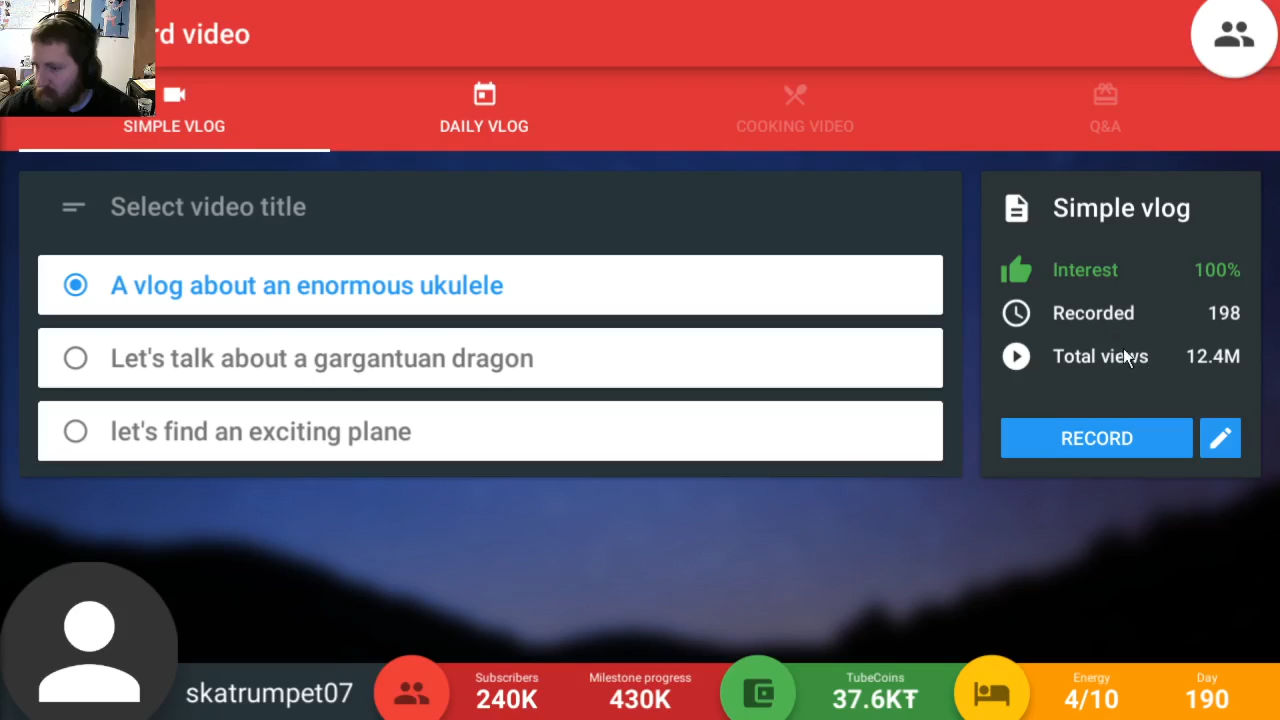 rd video
SIMPLE VLOG
DAILY VLOG
COOKING VIDEO
Q&A
Select video title
A vlog about an enormous ukulele
Let's talk about a gargantuan dragon
let's find an exciting plane
Simple vlog
Interest 100%
Recorded 198
Total views 12.4M
RECORD
skatrumpet07
Subscribers
240K
Milestone progress
430K
TubeCoins
37.6KŦ
Energy
4/10
Day
190